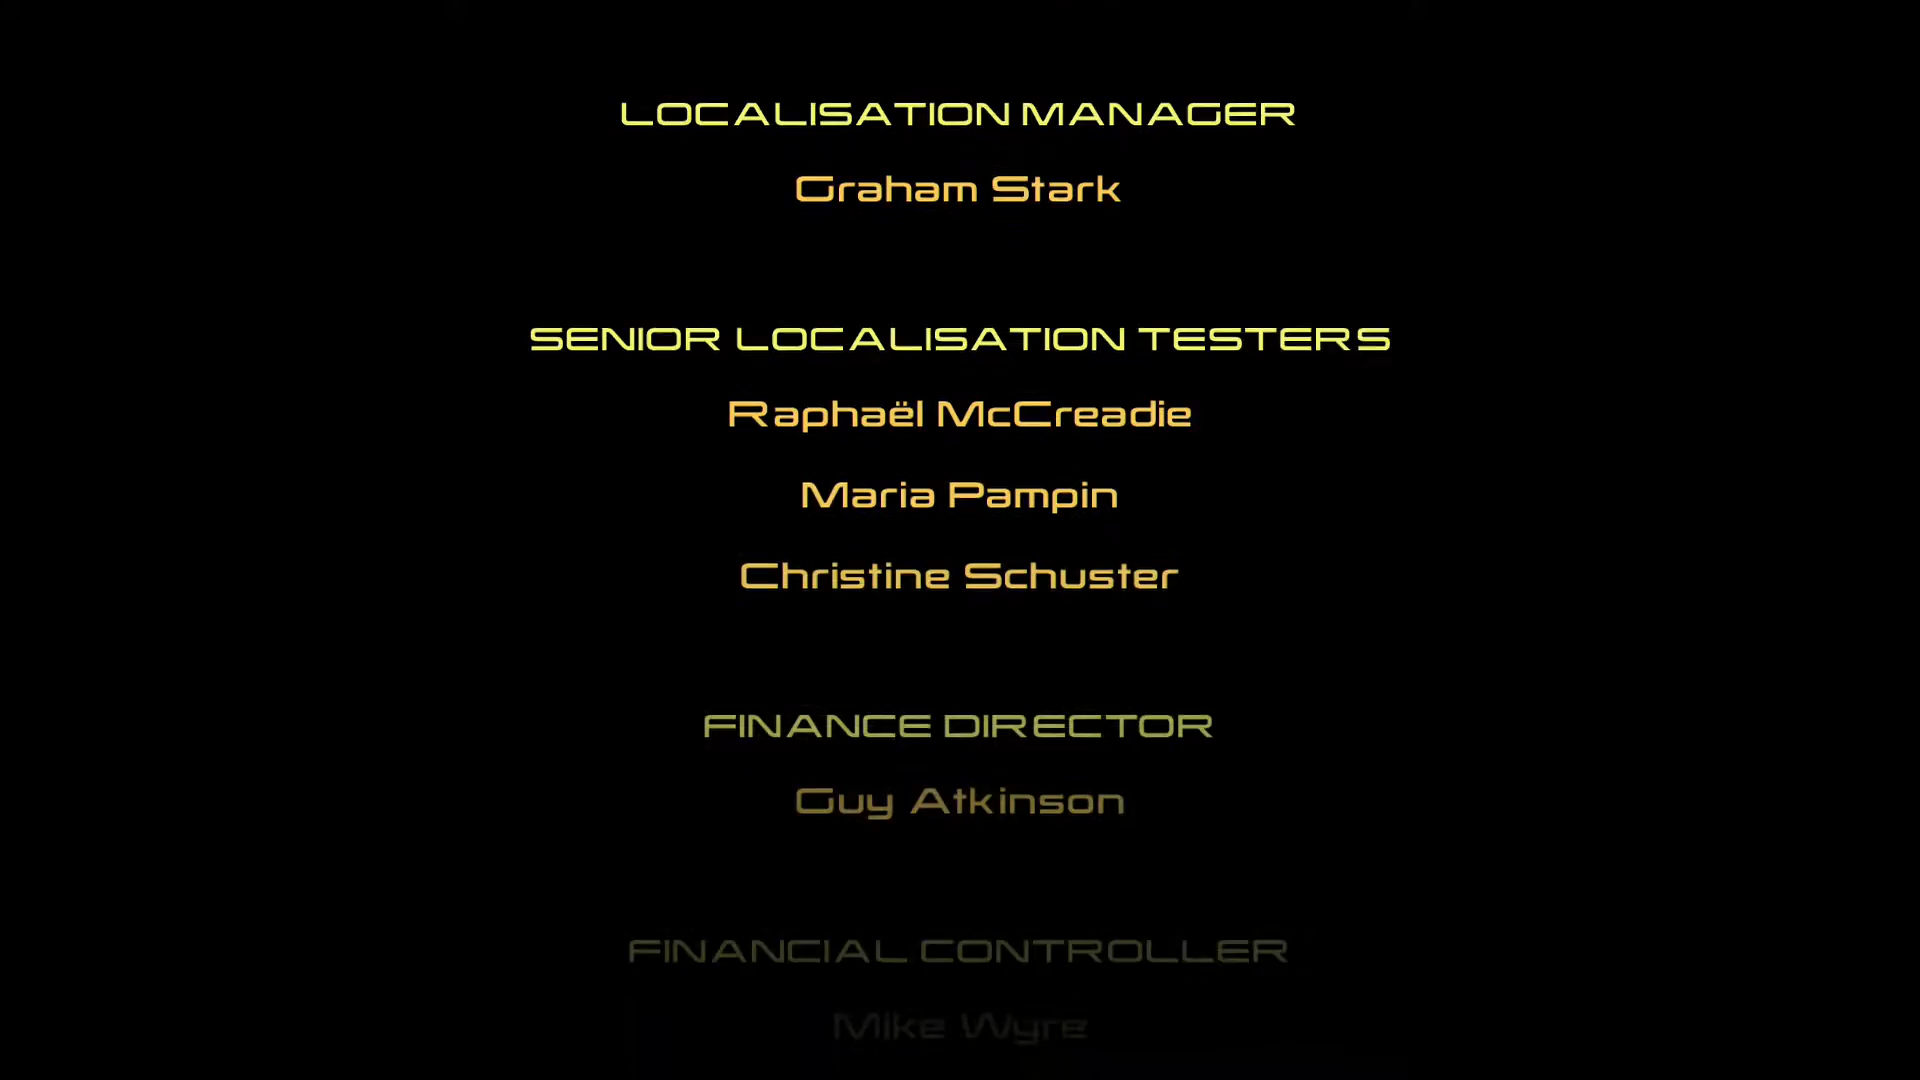 LOCALISATION MANAGER
Graham Stark
SENIOR LOCALISATION TESTERS
Raphaël McCreadie
Maria Pampin
Christine Schuster
FINANCE DIRECTOR
Guy Atkinson
FINANCIAL CONTROLLER
Mike Wyre